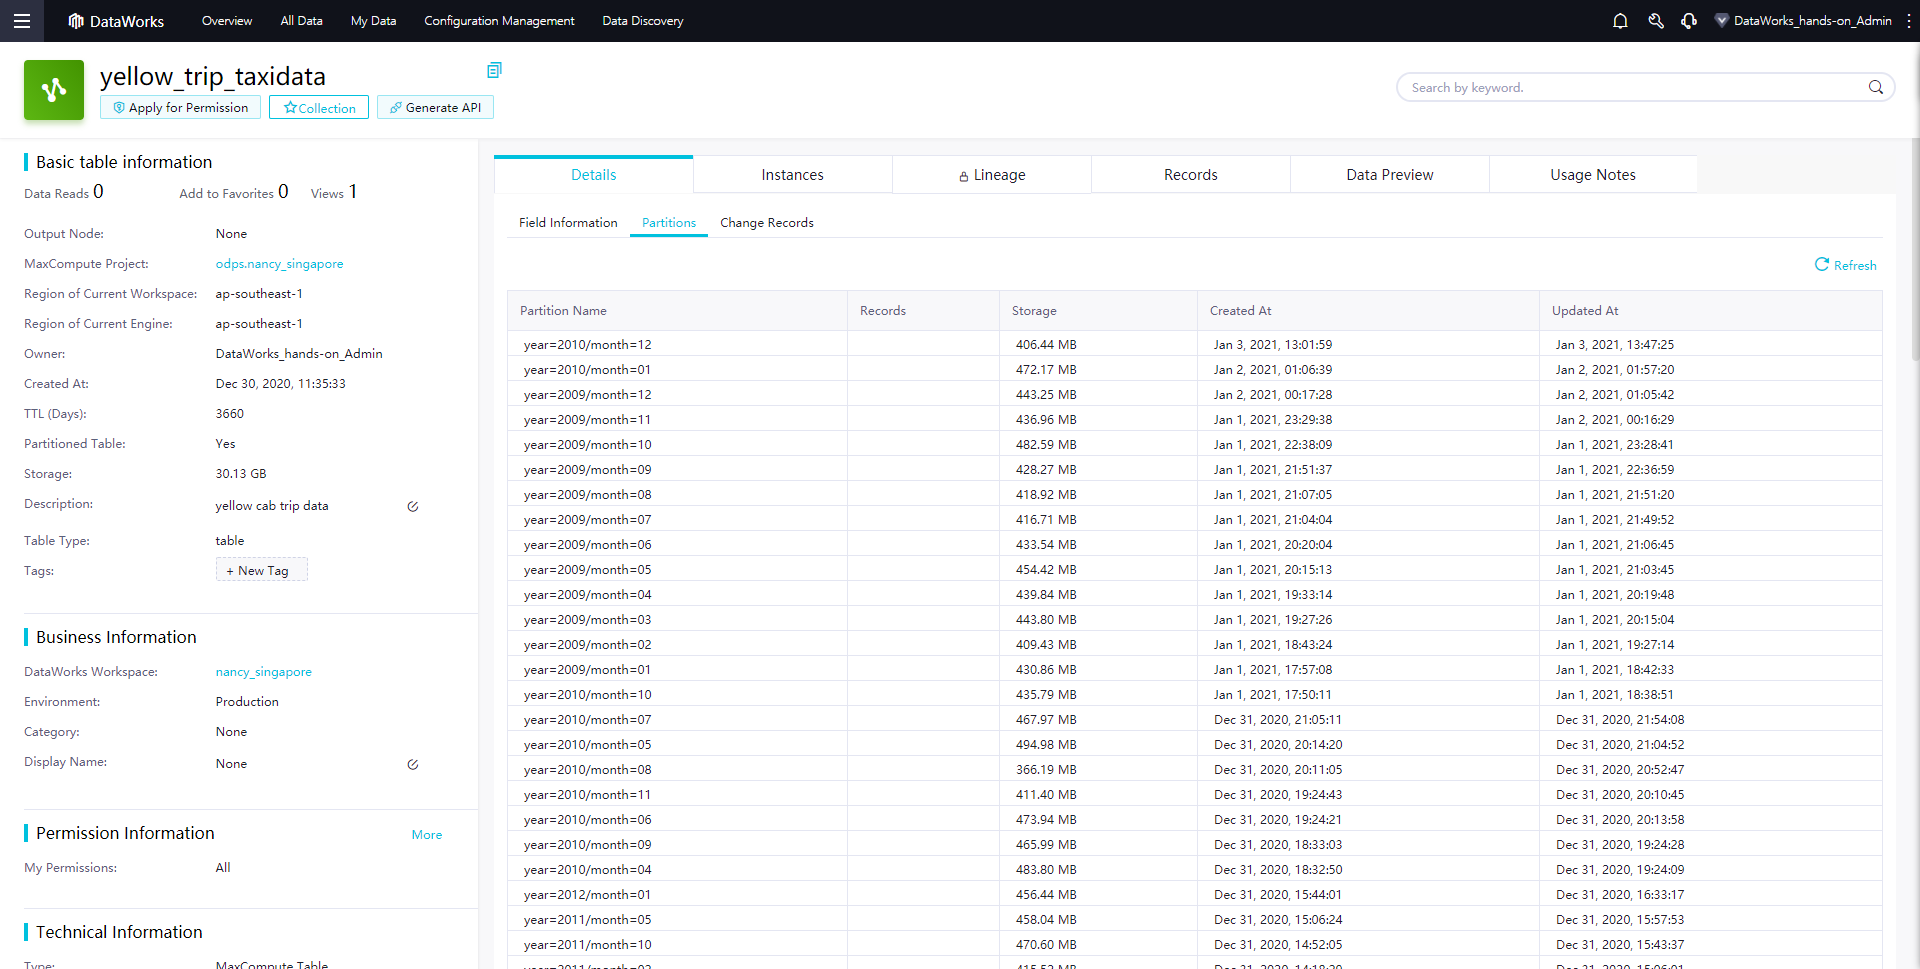 DataWorks Overview All Data My Data Configuration Management Data Discovery DataWorks_hands-on_Admin
yellow_trip_taxidata
Apply for Permission Collection Generate API
Search by keyword.
Basic table information
Data Reads 0 Add to Favorites 0 Views 1
Output Node: None
MaxCompute Project: odps.nancy_singapore
Region of Current Workspace: ap-southeast-1
Region of Current Engine: ap-southeast-1
Owner: DataWorks_hands-on_Admin
Created At: Dec 30, 2020, 11:35:33
TTL (Days): 3660
Partitioned Table: Yes
Storage: 30.13 GB
Description: yellow cab trip data
Table Type: table
Tags: + New Tag
Business Information
DataWorks Workspace: nancy_singapore
Environment: Production
Category: None
Display Name: None
Permission Information More
My Permissions: All
Technical Information
Type: MaxCompute Table
Details Instances Lineage Records Data Preview Usage Notes
Field Information Partitions Change Records
Refresh
Partition Name Records Storage Created At Updated At
year=2010/month=12 406.44 MB Jan 3, 2021, 13:01:59 Jan 3, 2021, 13:47:25
year=2010/month=01 472.17 MB Jan 2, 2021, 01:06:39 Jan 2, 2021, 01:57:20
year=2009/month=12 443.25 MB Jan 2, 2021, 00:17:28 Jan 2, 2021, 01:05:42
year=2009/month=11 436.96 MB Jan 1, 2021, 23:29:38 Jan 2, 2021, 00:16:29
year=2009/month=10 482.59 MB Jan 1, 2021, 22:38:09 Jan 1, 2021, 23:28:41
year=2009/month=09 428.27 MB Jan 1, 2021, 21:51:37 Jan 1, 2021, 22:36:59
year=2009/month=08 418.92 MB Jan 1, 2021, 21:07:05 Jan 1, 2021, 21:51:20
year=2009/month=07 416.71 MB Jan 1, 2021, 21:04:04 Jan 1, 2021, 21:49:52
year=2009/month=06 433.54 MB Jan 1, 2021, 20:20:04 Jan 1, 2021, 21:06:45
year=2009/month=05 454.42 MB Jan 1, 2021, 20:15:13 Jan 1, 2021, 21:03:45
year=2009/month=04 439.84 MB Jan 1, 2021, 19:33:14 Jan 1, 2021, 20:19:48
year=2009/month=03 443.80 MB Jan 1, 2021, 19:27:26 Jan 1, 2021, 20:15:04
year=2009/month=02 409.43 MB Jan 1, 2021, 18:43:24 Jan 1, 2021, 19:27:14
year=2009/month=01 430.86 MB Jan 1, 2021, 17:57:08 Jan 1, 2021, 18:42:33
year=2010/month=10 435.79 MB Jan 1, 2021, 17:50:11 Jan 1, 2021, 18:38:51
year=2010/month=07 467.97 MB Dec 31, 2020, 21:05:11 Dec 31, 2020, 21:54:08
year=2010/month=05 494.98 MB Dec 31, 2020, 20:14:20 Dec 31, 2020, 21:04:52
year=2010/month=08 366.19 MB Dec 31, 2020, 20:11:05 Dec 31, 2020, 20:52:47
year=2010/month=11 411.40 MB Dec 31, 2020, 19:24:43 Dec 31, 2020, 20:10:45
year=2010/month=06 473.94 MB Dec 31, 2020, 19:24:21 Dec 31, 2020, 20:13:58
year=2010/month=09 465.99 MB Dec 31, 2020, 18:33:03 Dec 31, 2020, 19:24:28
year=2010/month=04 483.80 MB Dec 31, 2020, 18:32:50 Dec 31, 2020, 19:24:09
year=2012/month=01 456.44 MB Dec 31, 2020, 15:44:01 Dec 31, 2020, 16:33:17
year=2011/month=05 458.04 MB Dec 31, 2020, 15:06:24 Dec 31, 2020, 15:57:53
year=2011/month=10 470.60 MB Dec 31, 2020, 14:52:05 Dec 31, 2020, 15:43:37